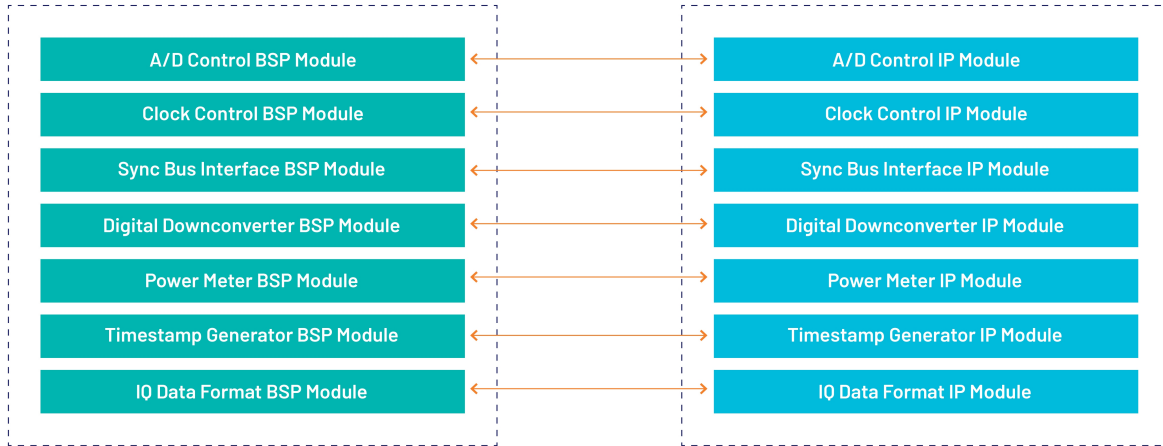 A/D Control BSP Module
A/D Control IP Module
Clock Control BSP Module
Clock Control IP Module
Sync Bus Interface BSP Module
Sync Bus Interface IP Module
Digital Downconverter BSP Module
Digital Downconverter IP Module
Power Meter BSP Module
Power Meter IP Module
Timestamp Generator BSP Module
Timestamp Generator IP Module
IQ Data Format BSP Module
IQ Data Format IP Module